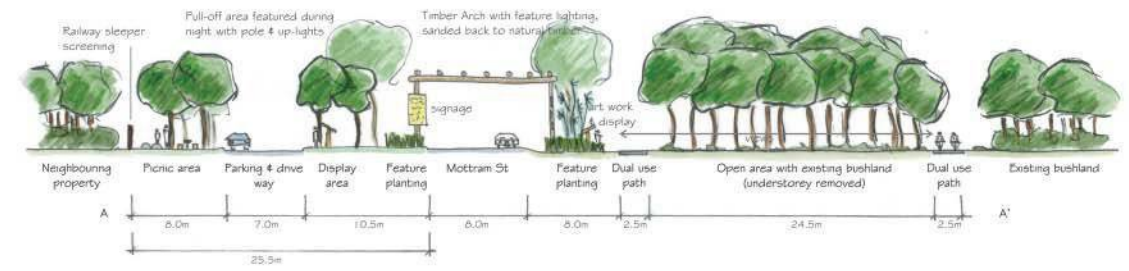 Railway sleeper
screening
Pull-off area featured during
night with pole & up-lights
Timber Arch with feature lighting,
sanded back to natural timber
signage
art work
display
views
Neighbouring
property
Picnic area
Parking & drive
way
Display
area
Feature
planting
Mottram St
Feature
planting
Dual use
path
Open area with existing bushland
(understorey removed)
Dual use
path
Existing bushland
A
8.0m
7.0m
10.5m
8.0m
8.0m
2.5m
24.5m
2.5m
A'
25.5m